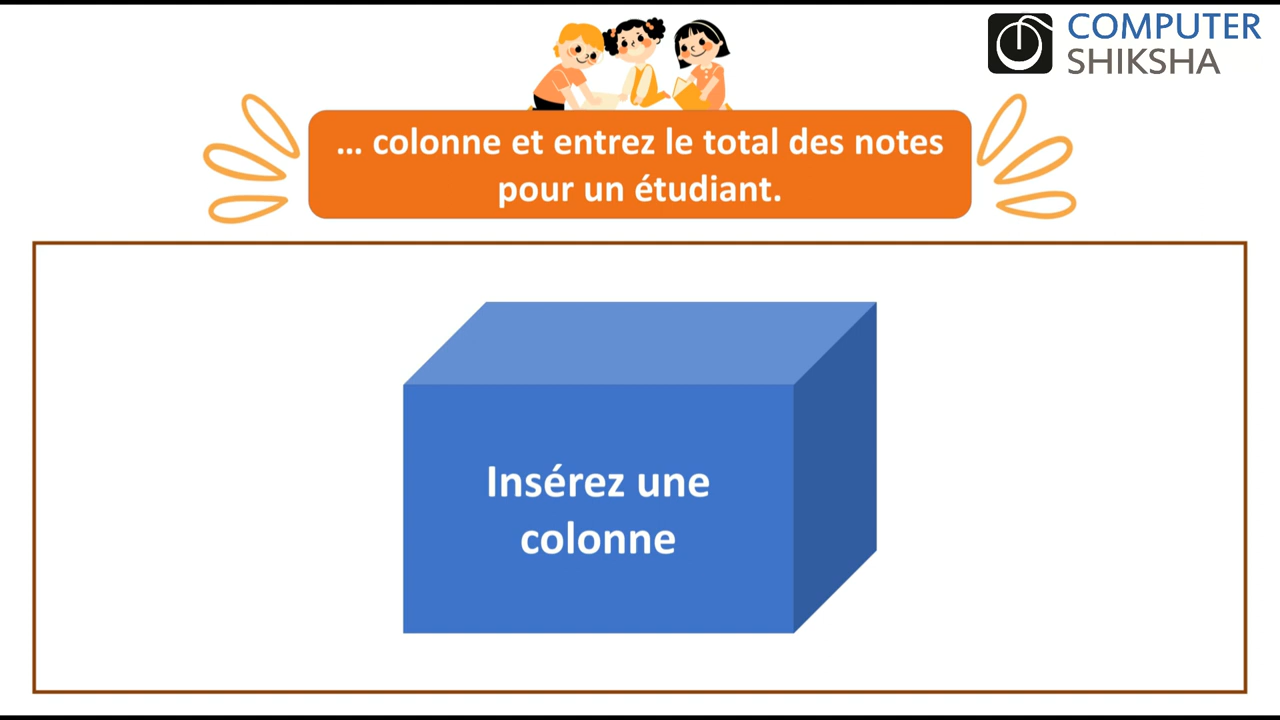 COMPUTER
SHIKSHA
... colonne et entrez le total des notes
pour un étudiant.
Insérez une
colonne